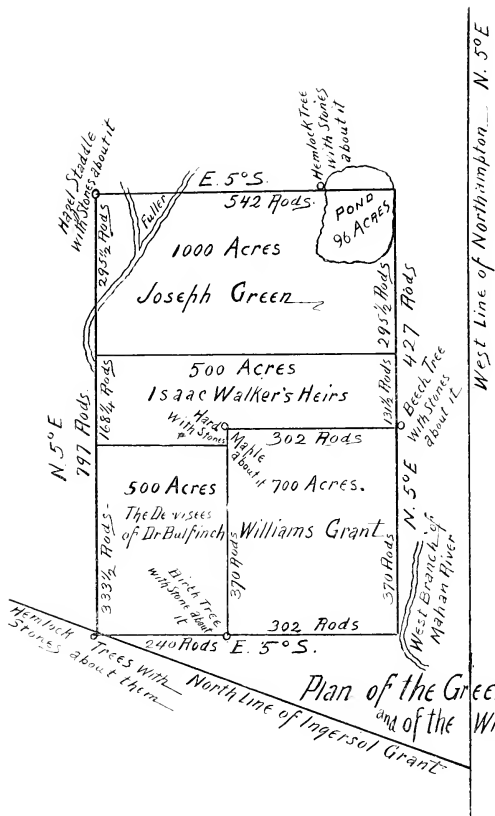 West Line of Northampton N. 5°E
Hazel Staddle
with Stones about it
Hemlock Tree
with Stones
about it
E. 5°S.
542 Rods.
POND
96 ACRES
Fuller
295½ Rods
1000 Acres
Joseph Green
295½ Rods
427 Rods
500 Acres
Isaac Walker's Heirs
168¼ Rods
131½ Rods
Beech Tree
with Stones
about it
N. 5°E
797 Rods
Hard
with Stones
Maple
about it
302 Rods
500 Acres
The Devisees
of Dr Bulfinch
700 Acres.
Williams Grant
333½ Rods.
370 Rods
370 Rods
N. 5°E
West Branch of
Mahan River
Birch Tree
with Stone about
it
240 Rods
E. 5°S.
302 Rods
Hemlock Trees with
Stones about them
North Line of Ingersol Grant
Plan of the Gree
and of the Wi